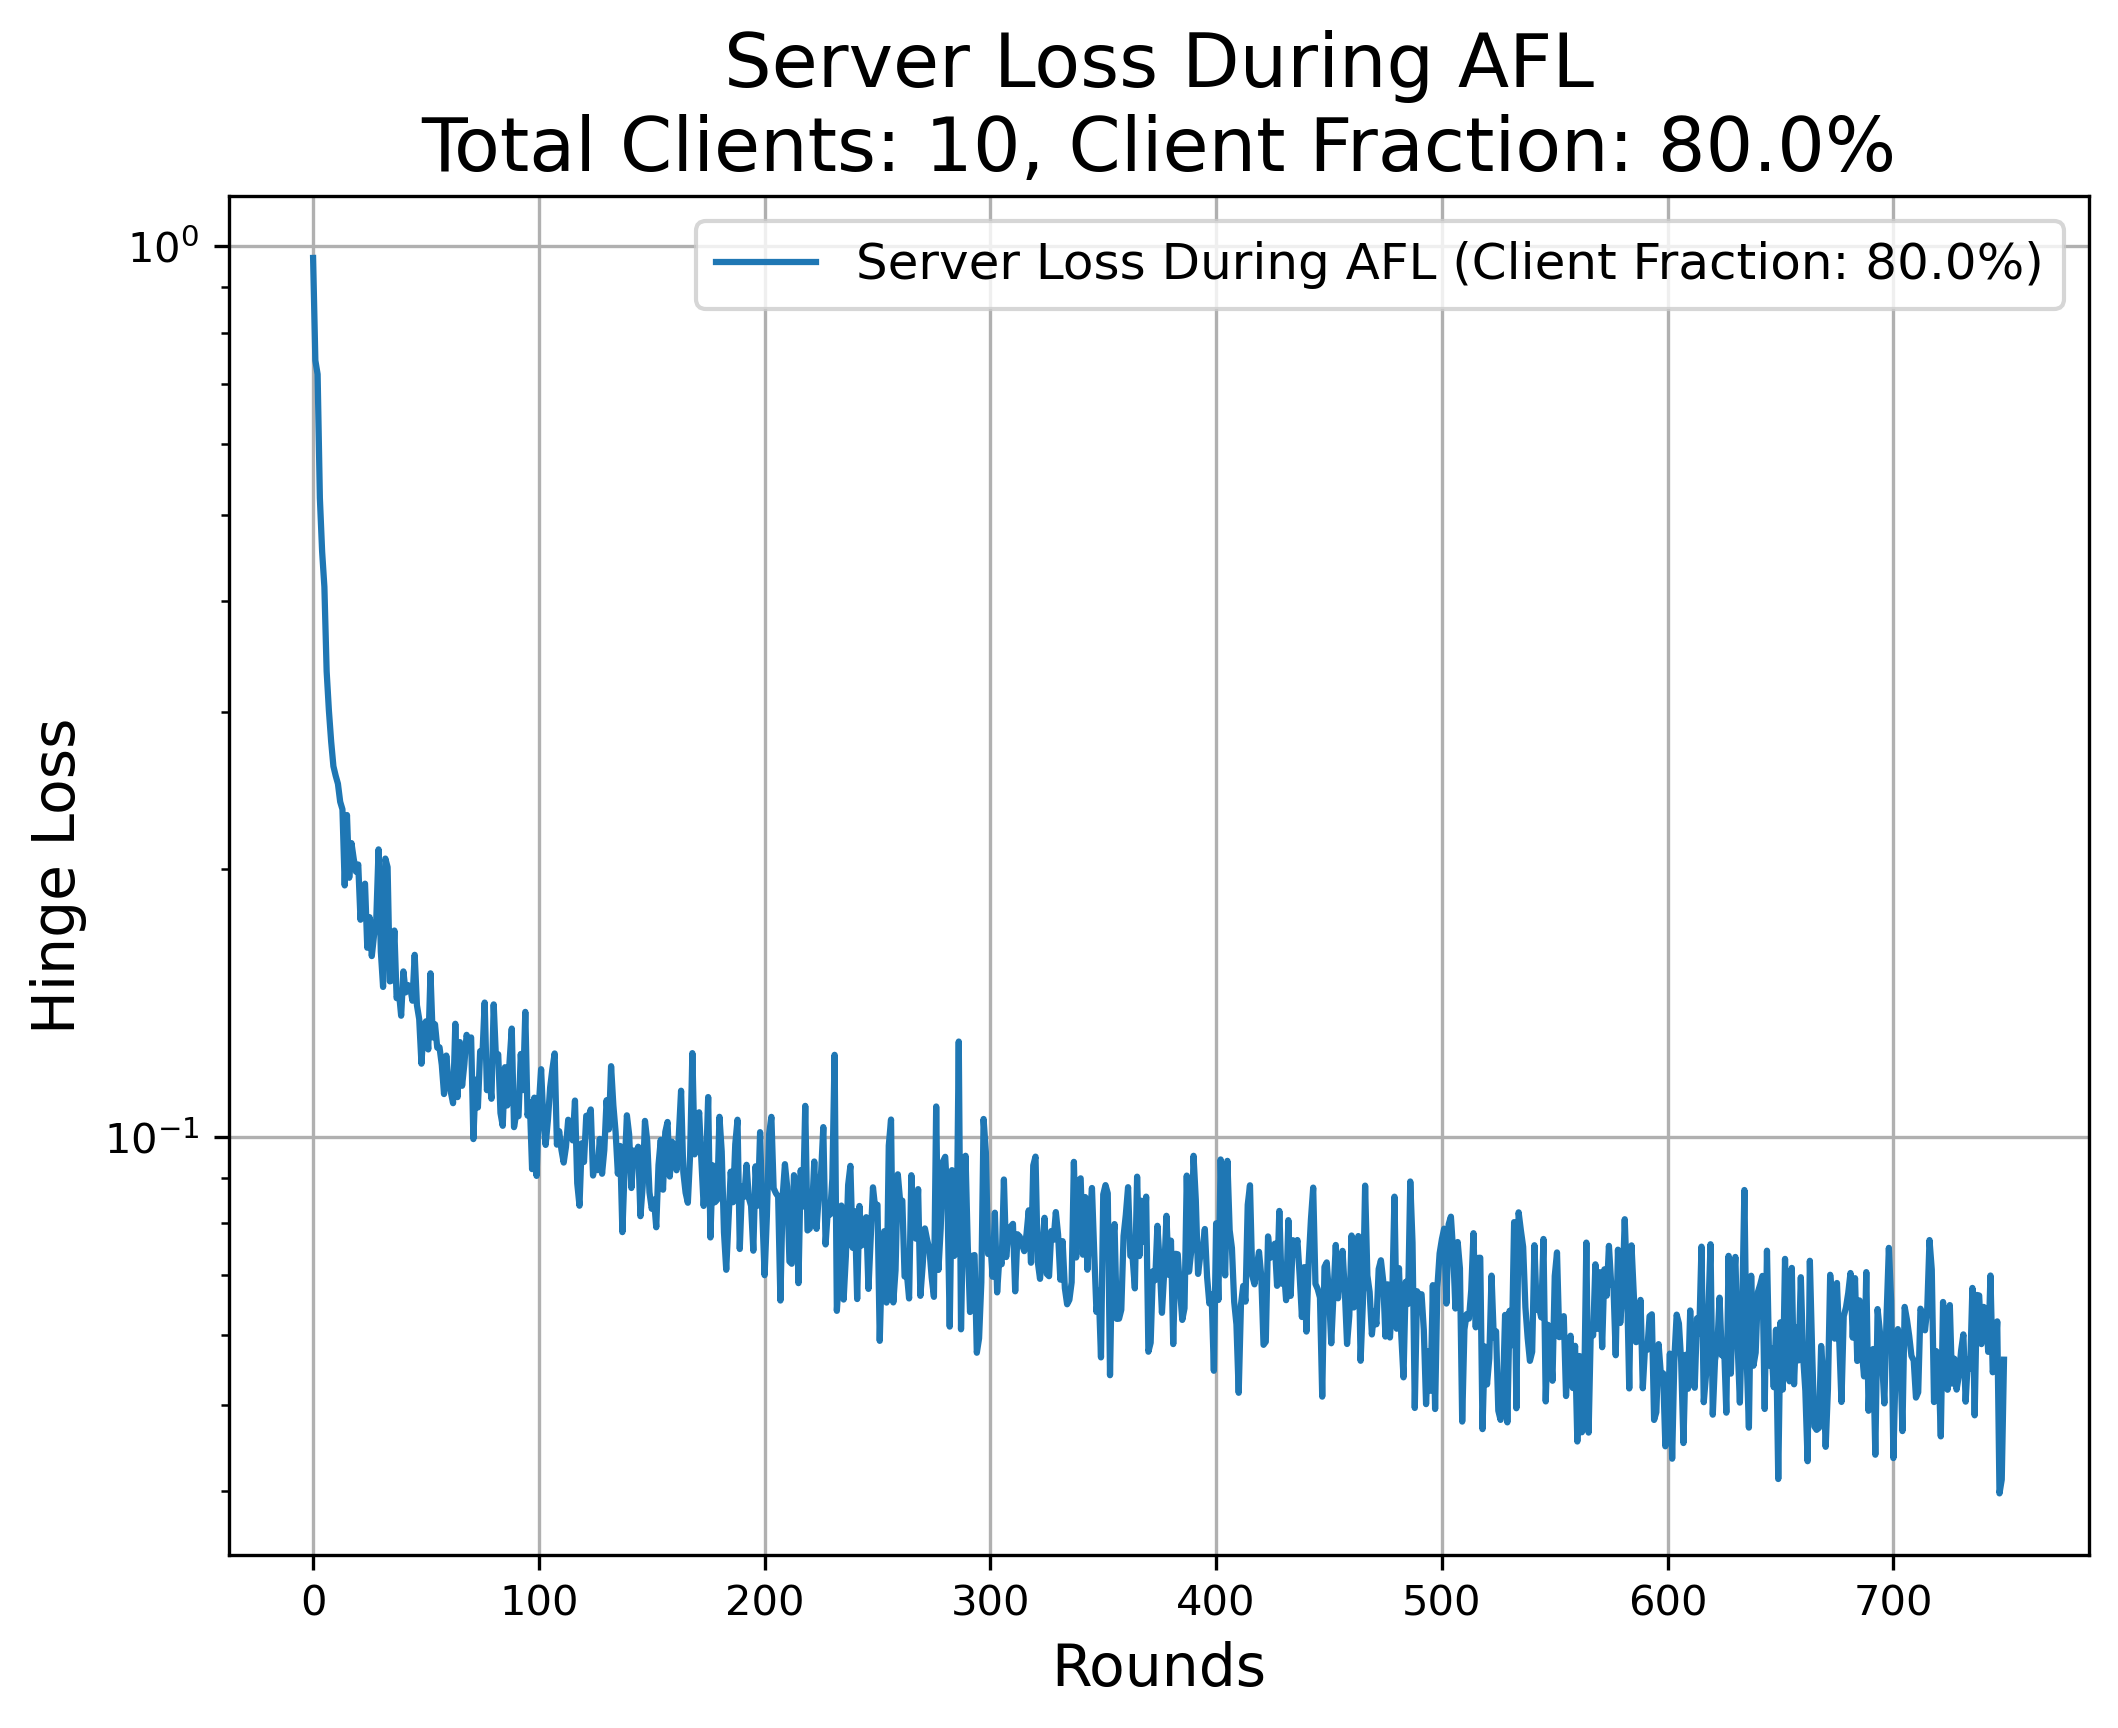 Server Loss During AFL
Total Clients: 10, Client Fraction: 80.0%
Server Loss During AFL (Client Fraction: 80.0%)
10⁰
10⁻¹
Hinge Loss
0 100 200 300 400 500 600 700
Rounds